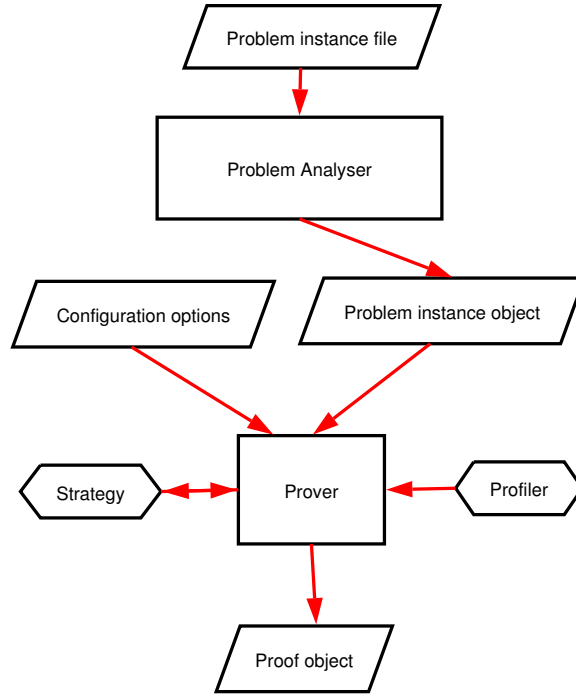 Problem instance file
Problem Analyser
Configuration options
Problem instance object
Strategy
Prover
Profiler
Proof object